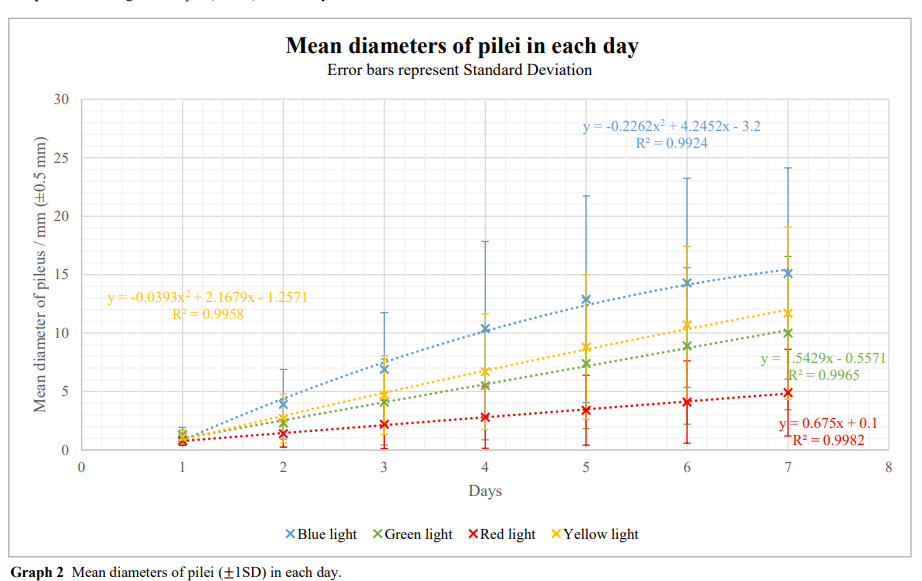 Mean diameters of pilei in each day
Error bars represent Standard Deviation
30
25
20
15
10
5
0
Mean diameter of pileus / mm (±0.5 mm)
y = -0.2262x² + 4.2452x - 3.2
R² = 0.9924
y = -0.0393x² + 2.1679x - 1.2571
R² = 0.9958
y = 1.5429x - 0.5571
R² = 0.9965
y = 0.675x + 0.1
R² = 0.9982
0 1 2 3 4 5 6 7 8
Days
Blue light Green light Red light Yellow light
Graph 2 Mean diameters of pilei (±1SD) in each day.